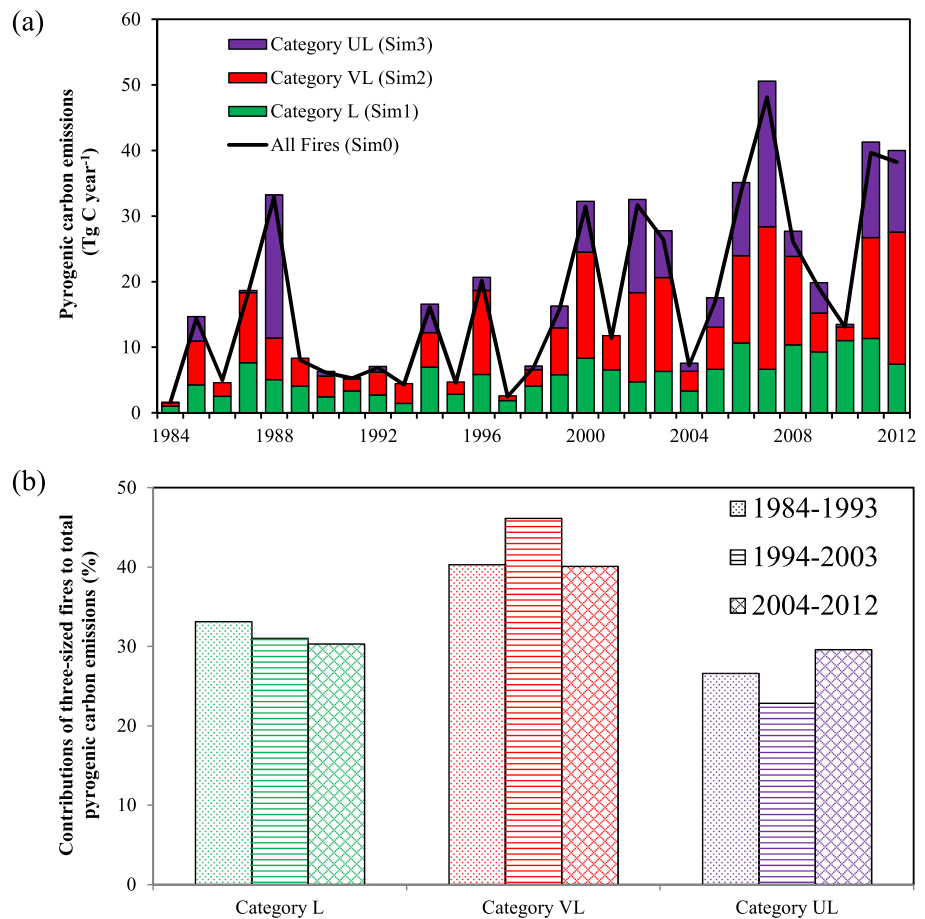 (a)
Pyrogenic carbon emissions
(Tg C year-1)
60
50
40
30
20
10
0
Category UL (Sim3)
Category VL (Sim2)
Category L (Sim1)
All Fires (Sim0)
1984 1988 1992 1996 2000 2004 2008 2012
(b)
Contributions of three-sized fires to total
pyrogenic carbon emissions (%)
50
40
30
20
10
0
1984-1993
1994-2003
2004-2012
Category L Category VL Category UL